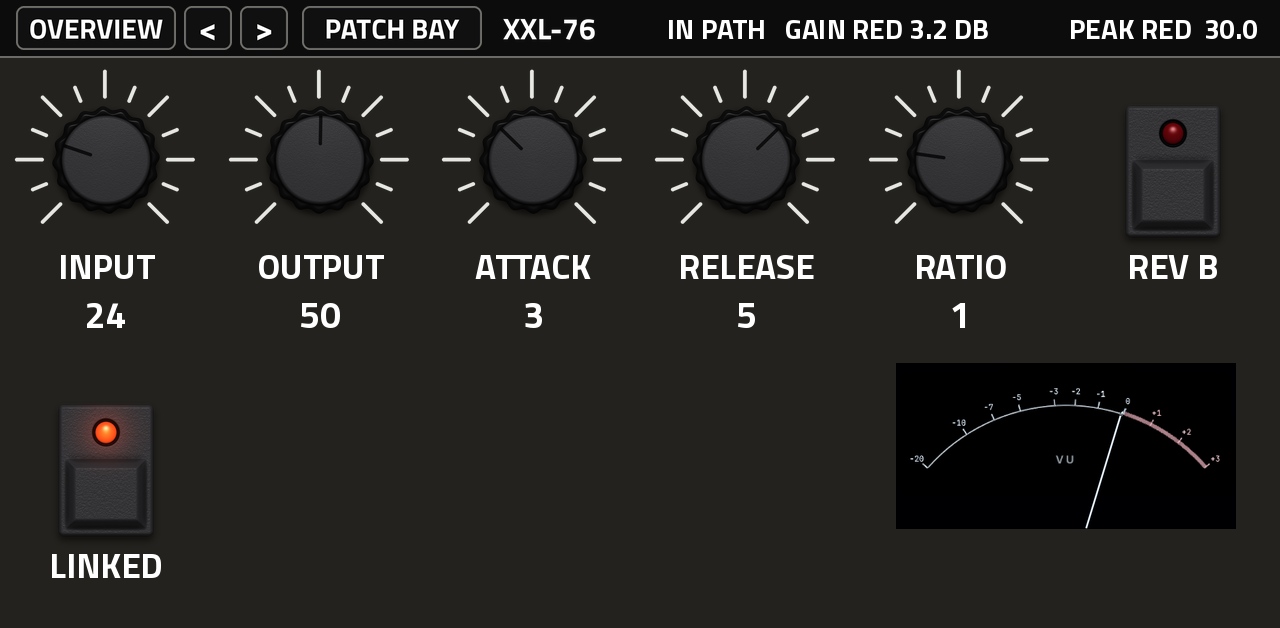 OVERVIEW < > PATCH BAY XXL-76 IN PATH GAIN RED 3.2 DB PEAK RED 30.0
INPUT OUTPUT ATTACK RELEASE RATIO REV B
24 50 3 5 1
-20 -10 -7 -5 -3 -2 -1 0 +1 +2 +3
VU
LINKED